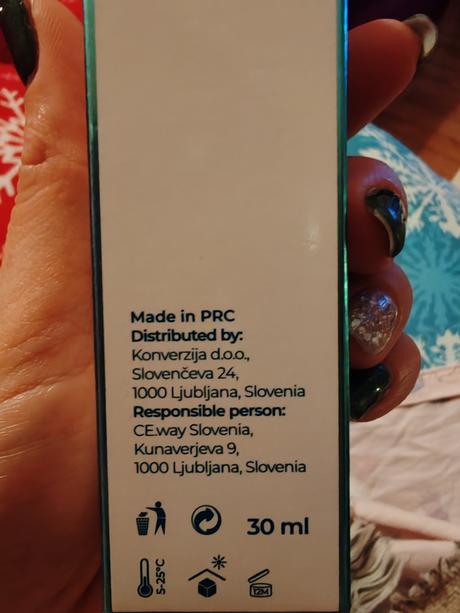 Made in PRC
Distributed by:
Konverzija d.o.o.,
Slovenčeva 24,
1000 Ljubljana, Slovenia
Responsible person:
CE.way Slovenia,
Kunaverjeva 9,
1000 Ljubljana, Slovenia
30 ml
5-25°C
12M